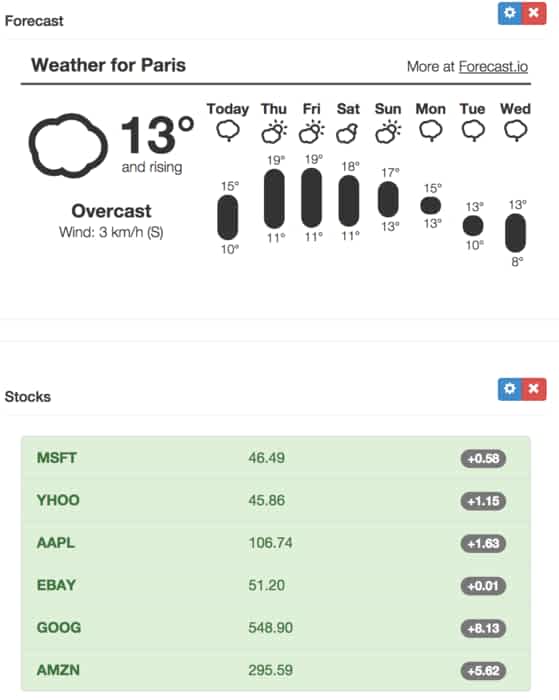 Forecast
Weather for Paris
More at Forecast.io
13°
and rising
Overcast
Wind: 3 km/h (S)
Today Thu Fri Sat Sun Mon Tue Wed
15° 19° 19° 18° 17° 15° 13° 13°
10° 11° 11° 11° 13° 13° 10° 8°
Stocks
MSFT 46.49 +0.58
YHOO 45.86 +1.15
AAPL 106.74 +1.63
EBAY 51.20 +0.01
GOOG 548.90 +8.13
AMZN 295.59 +5.62